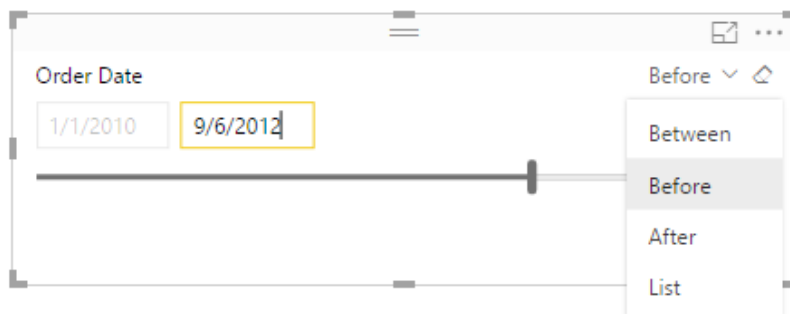 Order Date
Before
1/1/2010
9/6/2012
Between
Before
After
List